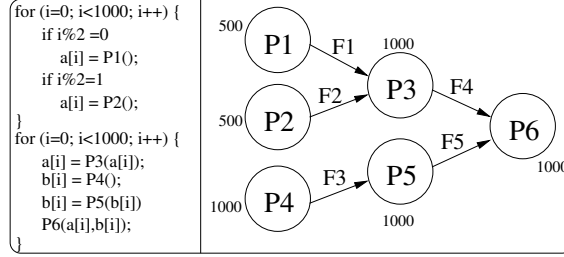 for (i=0; i<1000; i++) {
if i%2 =0
a[i] = P1();
if i%2=1
a[i] = P2();
}
for (i=0; i<1000; i++) {
a[i] = P3(a[i]);
b[i] = P4();
b[i] = P5(b[i])
P6(a[i],b[i]);
}
500
P1
F1
1000
P3
F4
500
P2
F2
P6
1000
F5
1000
P4
F3
P5
1000